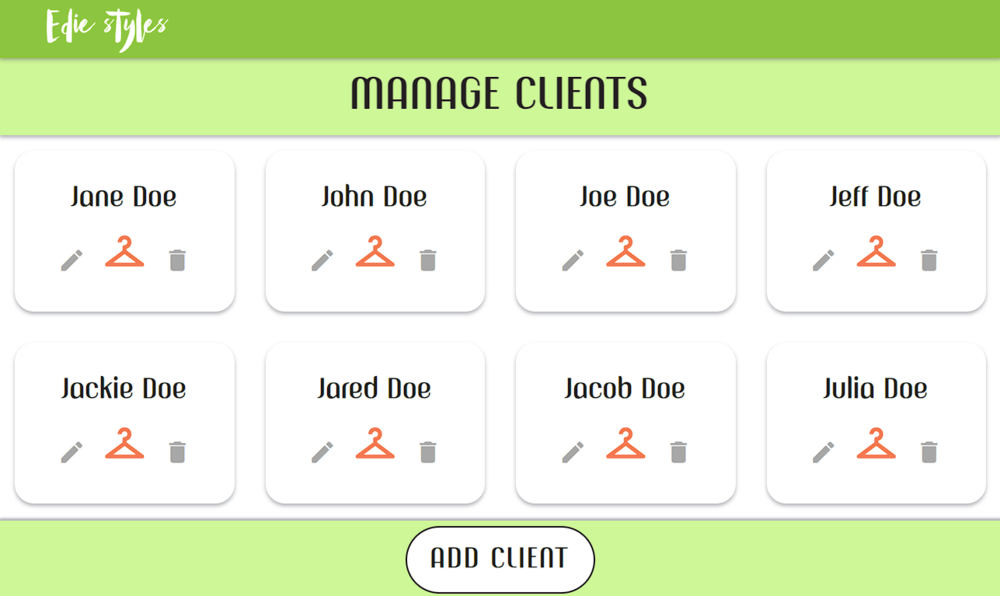 Edie styles
MANAGE CLIENTS
Jane Doe
John Doe
Joe Doe
Jeff Doe
Jackie Doe
Jared Doe
Jacob Doe
Julia Doe
ADD CLIENT